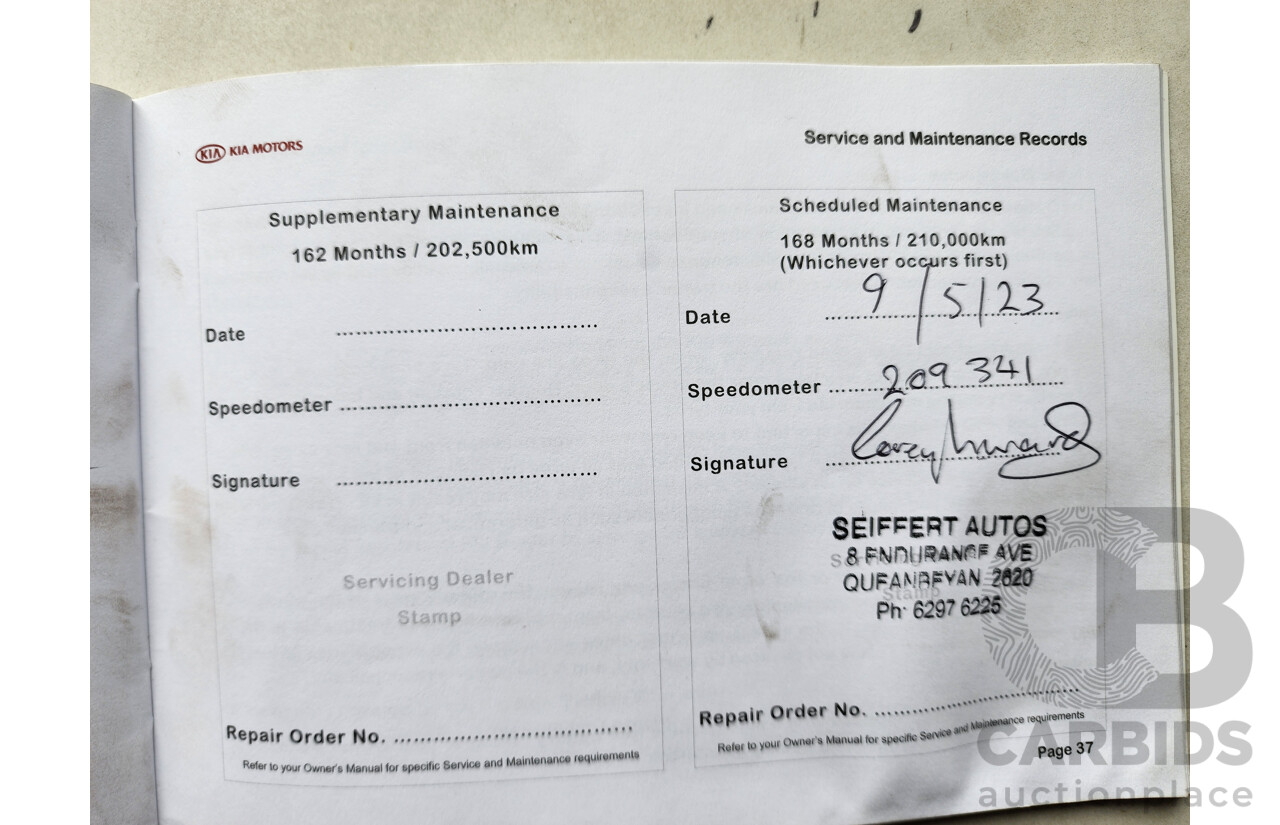 KIA KIA MOTORS
Service and Maintenance Records
Supplementary Maintenance
162 Months / 202,500km
Date ........................................
Speedometer ........................................
Signature ........................................
Servicing Dealer
Stamp
Repair Order No. ....................................
Refer to your Owner's Manual for specific Service and Maintenance requirements
Scheduled Maintenance
168 Months / 210,000km
(Whichever occurs first)
Date 9/5/23
Speedometer 209 341
Signature Corey
SEIFFERT AUTOS
8 ENDURANCE AVE
QUEANBEYAN 2620
Ph: 6297 6225
Stamp
Repair Order No. ....................................
Refer to your Owner's Manual for specific Service and Maintenance requirements
Page 37
CARBIDS
auctionplace